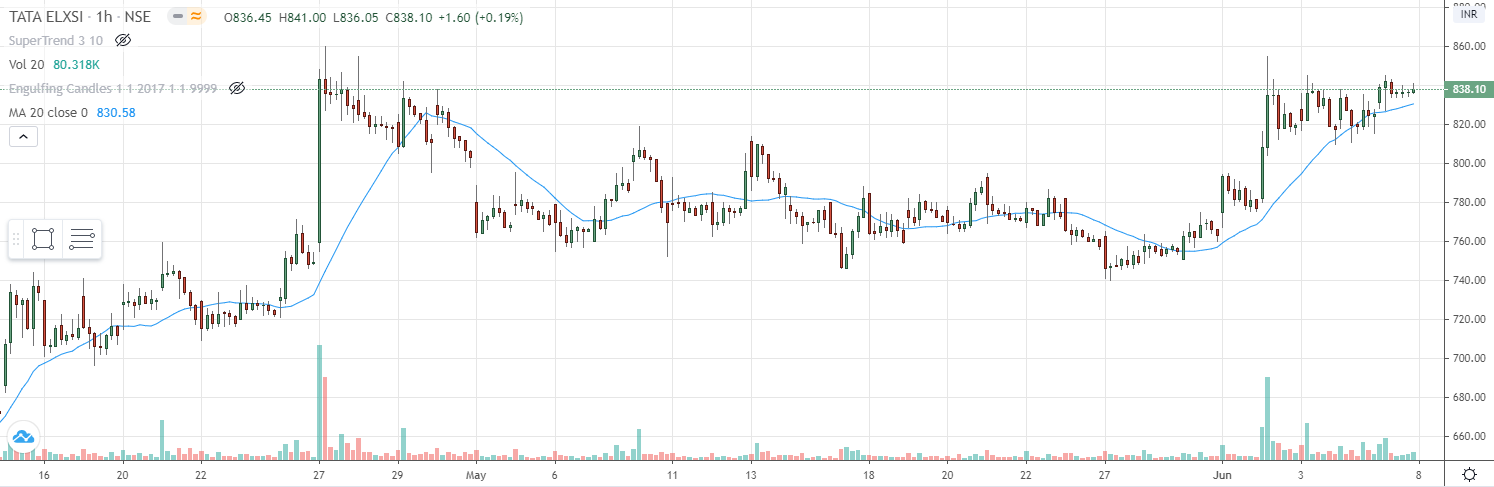 TATA ELXSI · 1h · NSE O836.45 H841.00 L836.05 C838.10 +1.60 (+0.19%)
SuperTrend 3 10
Vol 20 80.318K
Engulfing Candles 1 1 2017 1 1 9999
MA 20 close 0 830.58
880.00
INR
860.00
838.10
820.00
800.00
780.00
760.00
740.00
720.00
700.00
680.00
660.00
16 20 22 27 29 May 6 11 13 18 20 22 27 Jun 3 8